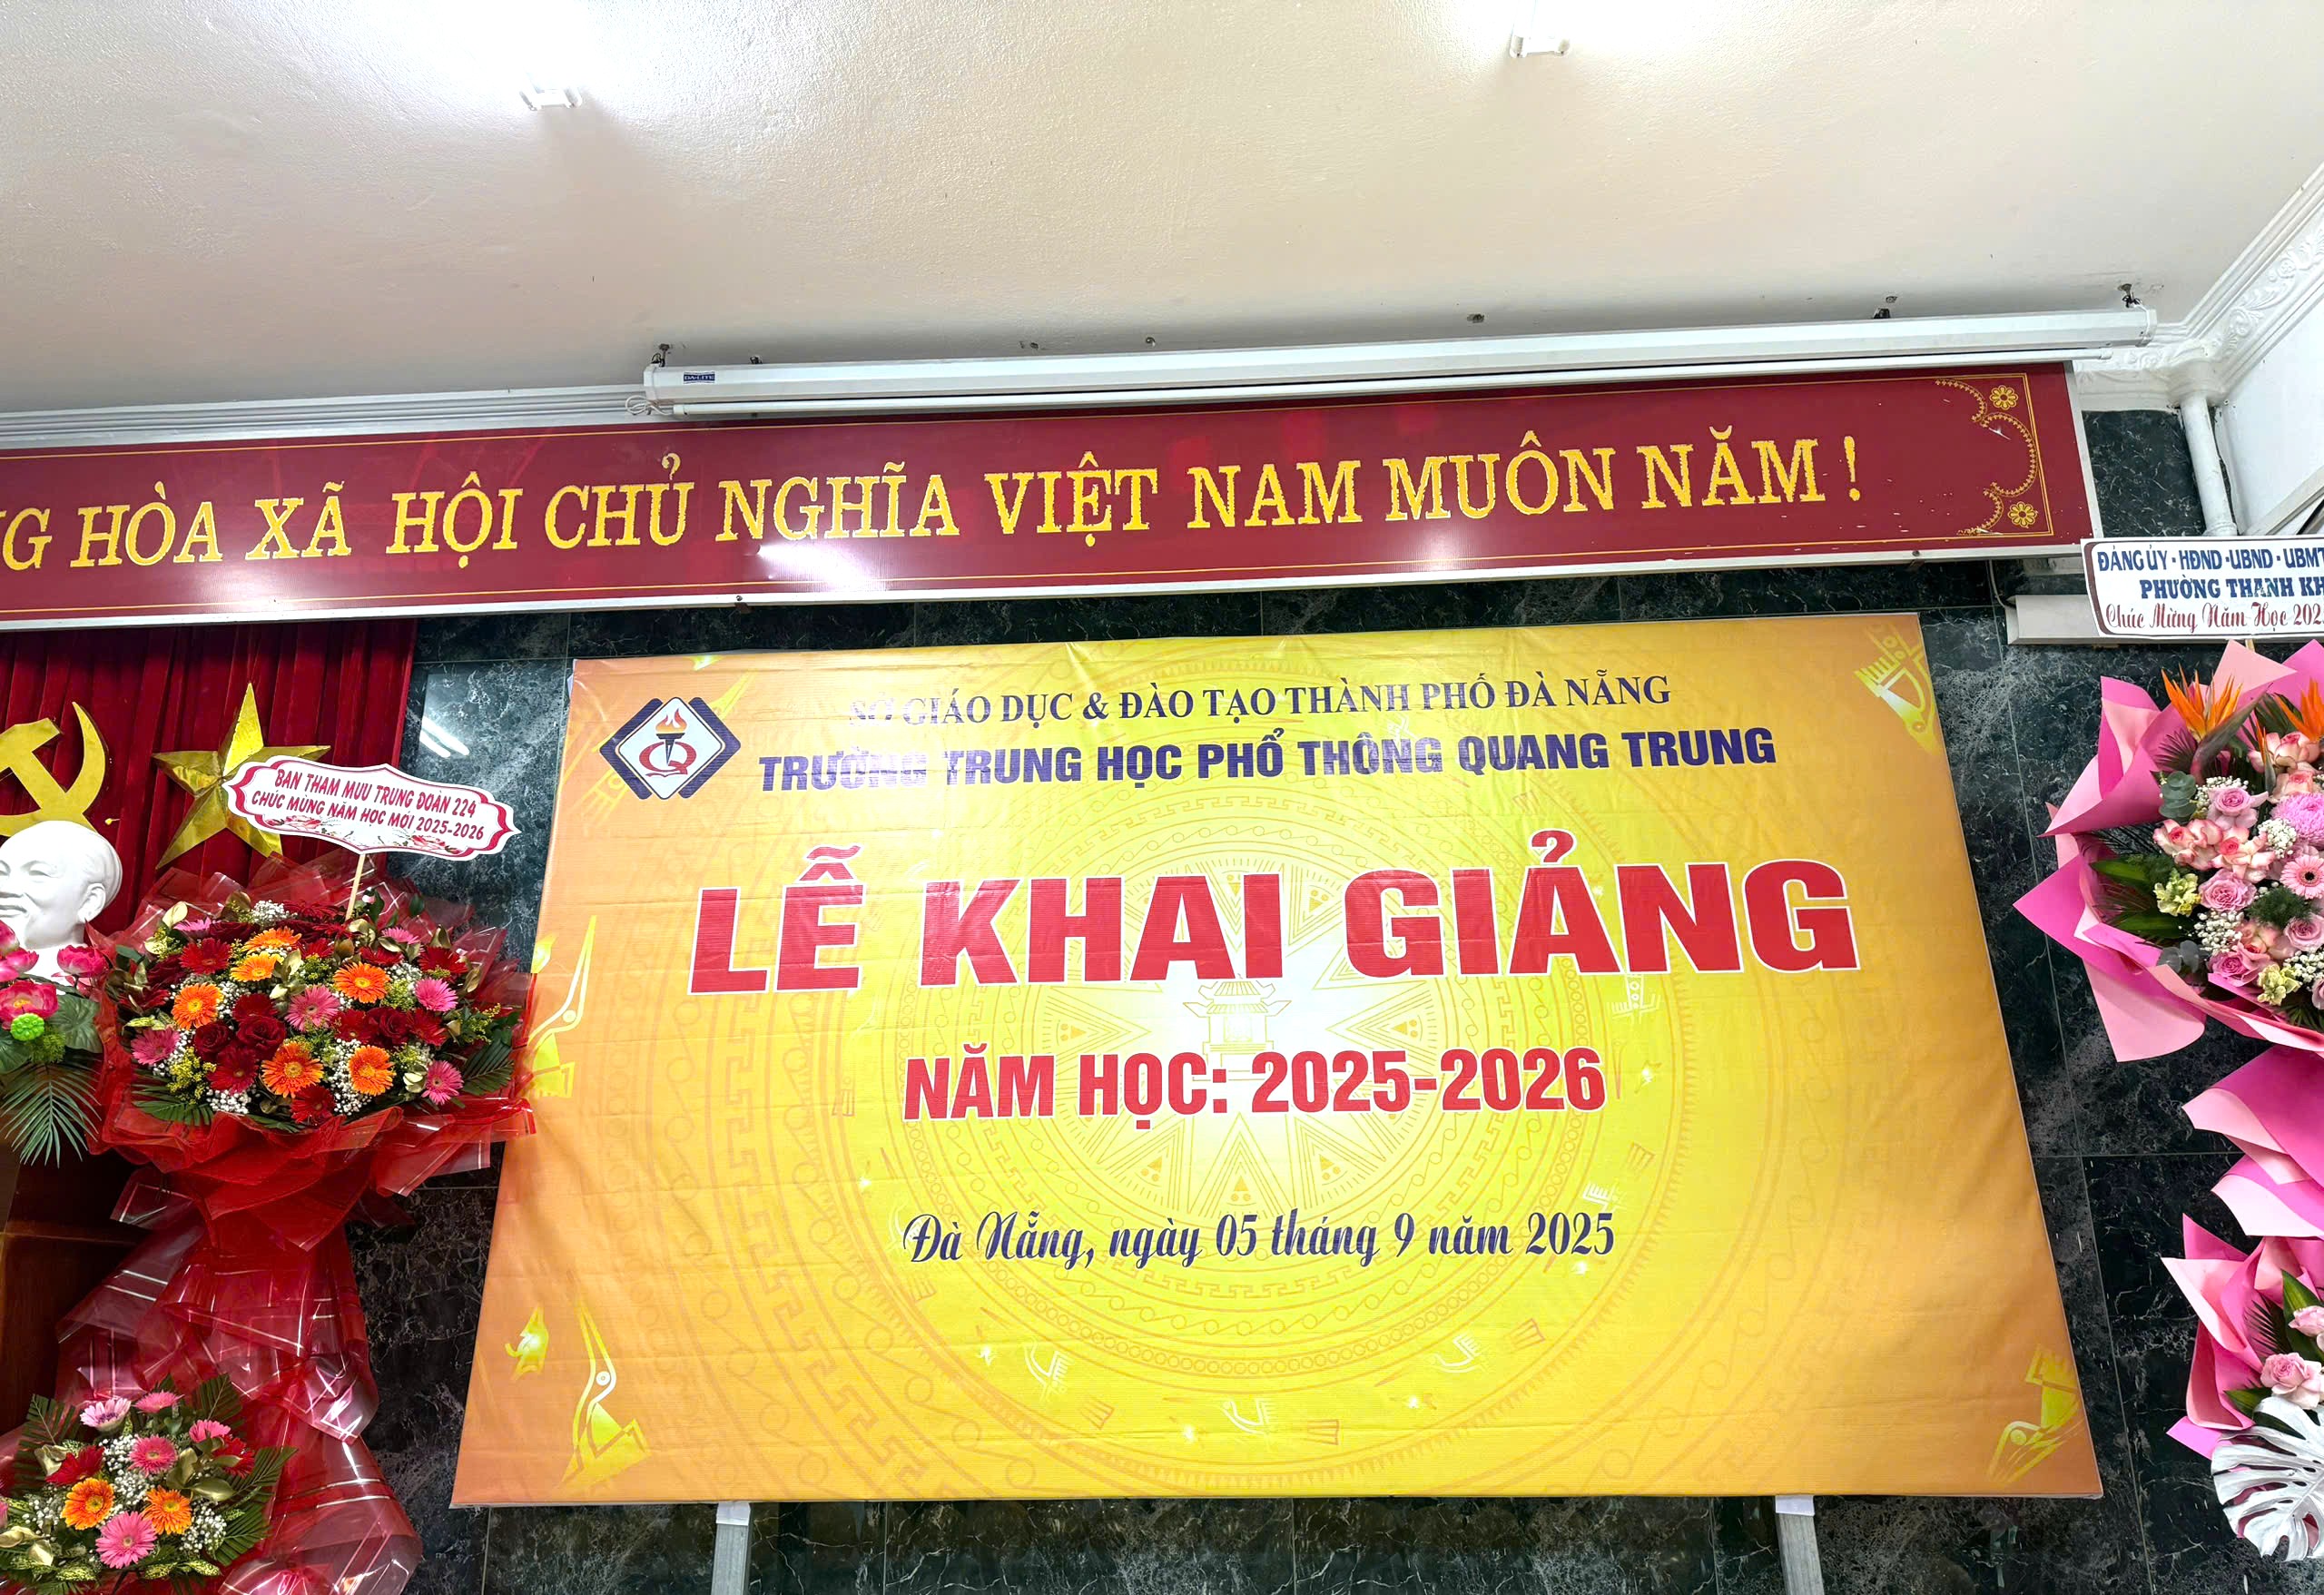 NG HÒA XÃ HỘI CHỦ NGHĨA VIỆT NAM MUÔN NĂM !
DA-LITE
ĐẢNG ỦY - HĐND - UBND - UBMT
PHƯỜNG THANH KH
Chúc Mừng Năm Học 202
SỞ GIÁO DỤC & ĐÀO TẠO THÀNH PHỐ ĐÀ NẴNG
TRƯỜNG TRUNG HỌC PHỔ THÔNG QUANG TRUNG
BAN THAM MƯU TRUNG ĐOÀN 224
CHÚC MỪNG NĂM HỌC MỚI 2025-2026
LỄ KHAI GIẢNG
NĂM HỌC: 2025-2026
Đà Nẵng, ngày 05 tháng 9 năm 2025